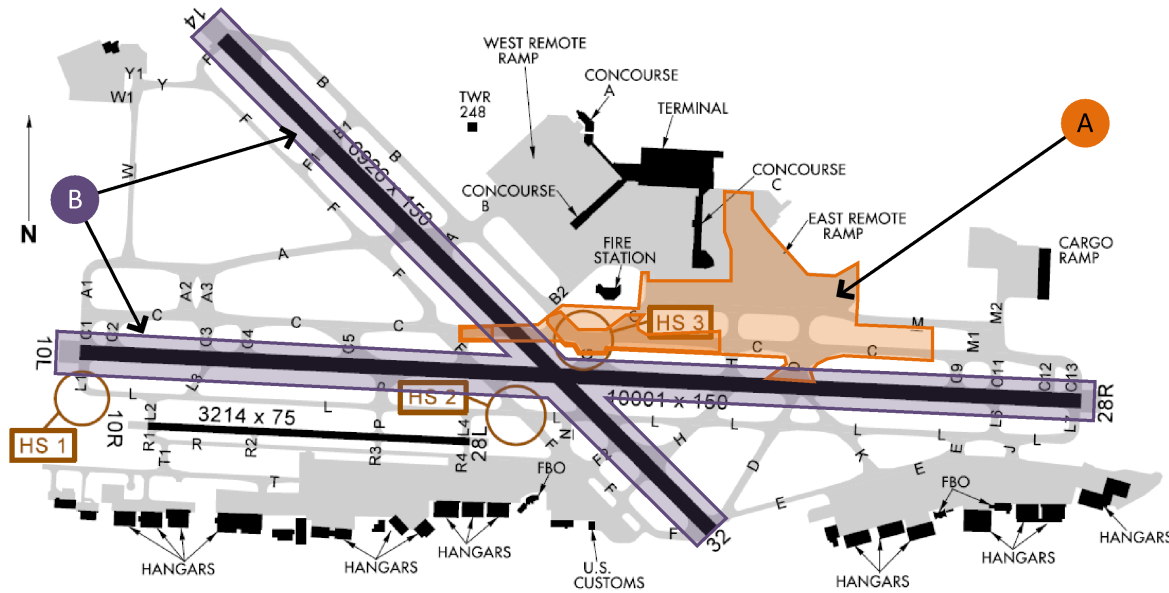 14
WEST REMOTE
RAMP
CONCOURSE
A
TERMINAL
TWR
248
Y1
Y
W1
W
F
B
B1
B
F
F1
F
6926 x 150
A
CONCOURSE
B
CONCOURSE
C
EAST REMOTE
RAMP
FIRE
STATION
CARGO
RAMP
A
B
N
A
F
A1
A2
A3
B2
C
C
C
C1
C2
C3
C4
C5
F
C
HS 3
G
C
C
M
M1
M2
H
D
C9
C11
C12
C13
10L
28R
L1
L
L3
L
P
HS 2
HS 1
10R
L2
3214 x 75
L4
28L
10001 x 150
L
L
L
L
L
L6
L7
R1
R
R2
R3
P
R4
T1
T
N
F
F2
F
H
D
K
E
E
E
J
F
32
FBO
FBO
HANGARS
HANGARS
HANGARS
U.S.
CUSTOMS
HANGARS
HANGARS
HANGARS